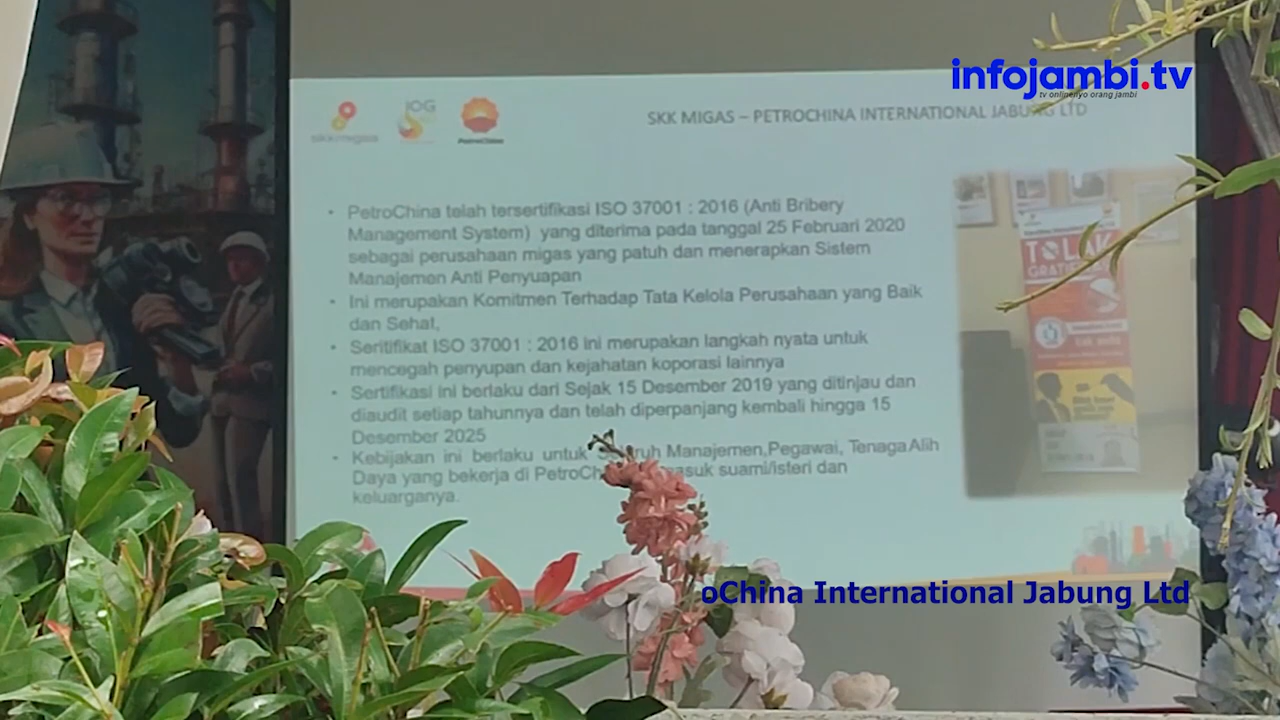 infojambi.tv
tv onlinenyo orang jambi
skk migas
IOG
PetroChina
SKK MIGAS – PETROCHINA INTERNATIONAL JABUNG LTD
• PetroChina telah tersertifikasi ISO 37001 : 2016 (Anti Bribery
Management System) yang diterima pada tanggal 25 Februari 2020
sebagai perusahaan migas yang patuh dan menerapkan Sistem
Manajemen Anti Penyuapan
• Ini merupakan Komitmen Terhadap Tata Kelola Perusahaan yang Baik
dan Sehat,
• Seritifikat ISO 37001 : 2016 ini merupakan langkah nyata untuk
mencegah penyupan dan kejahatan koporasi lainnya
• Sertifikasi ini berlaku dari Sejak 15 Desember 2019 yang ditinjau dan
diaudit setiap tahunnya dan telah diperpanjang kembali hingga 15
Desember 2025
• Kebijakan ini berlaku untuk Manajemen,Pegawai, Tenaga Alih
Daya yang bekerja di PetroCh suami/isteri dan
keluarganya.
TOLAK
oChina International Jabung Ltd